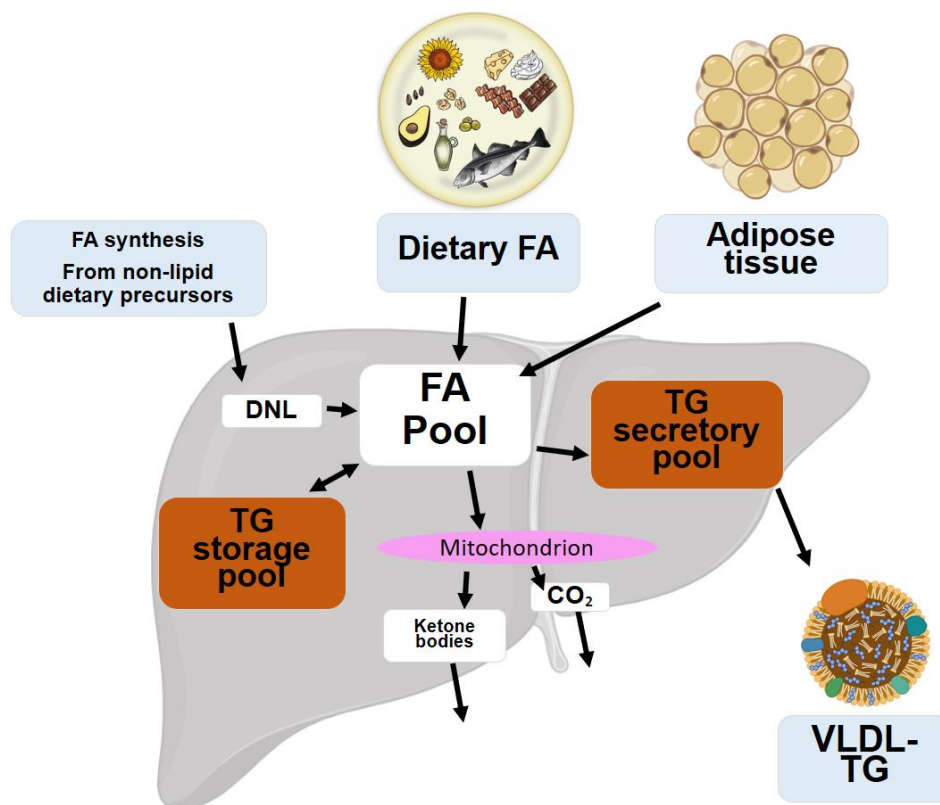 FA synthesis
From non-lipid
dietary precursors
Dietary FA
Adipose
tissue
DNL
FA
Pool
TG
secretory
pool
TG
storage
pool
Mitochondrion
Ketone
bodies
CO₂
VLDL-
TG